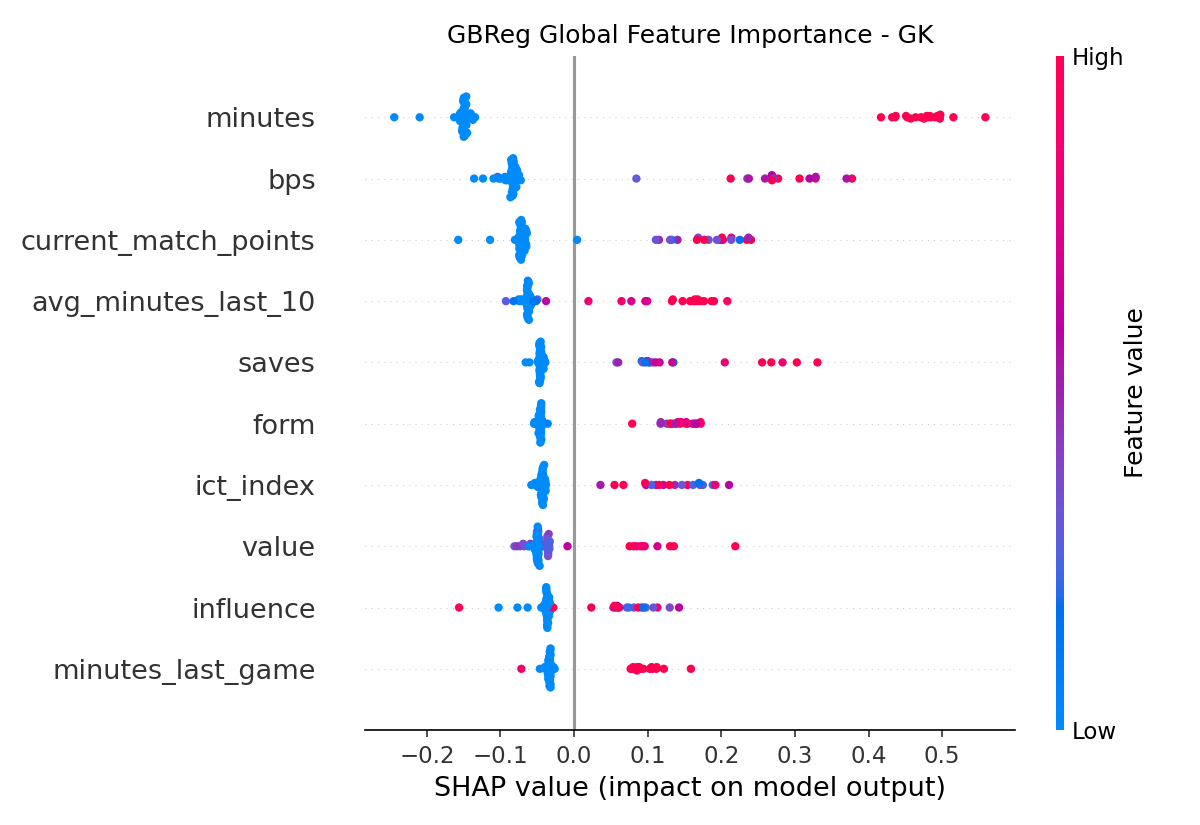 GBReg Global Feature Importance - GK
High
minutes
bps
current_match_points
avg_minutes_last_10
saves
form
ict_index
value
influence
minutes_last_game
Feature value
Low
−0.2 −0.1 0.0 0.1 0.2 0.3 0.4 0.5
SHAP value (impact on model output)